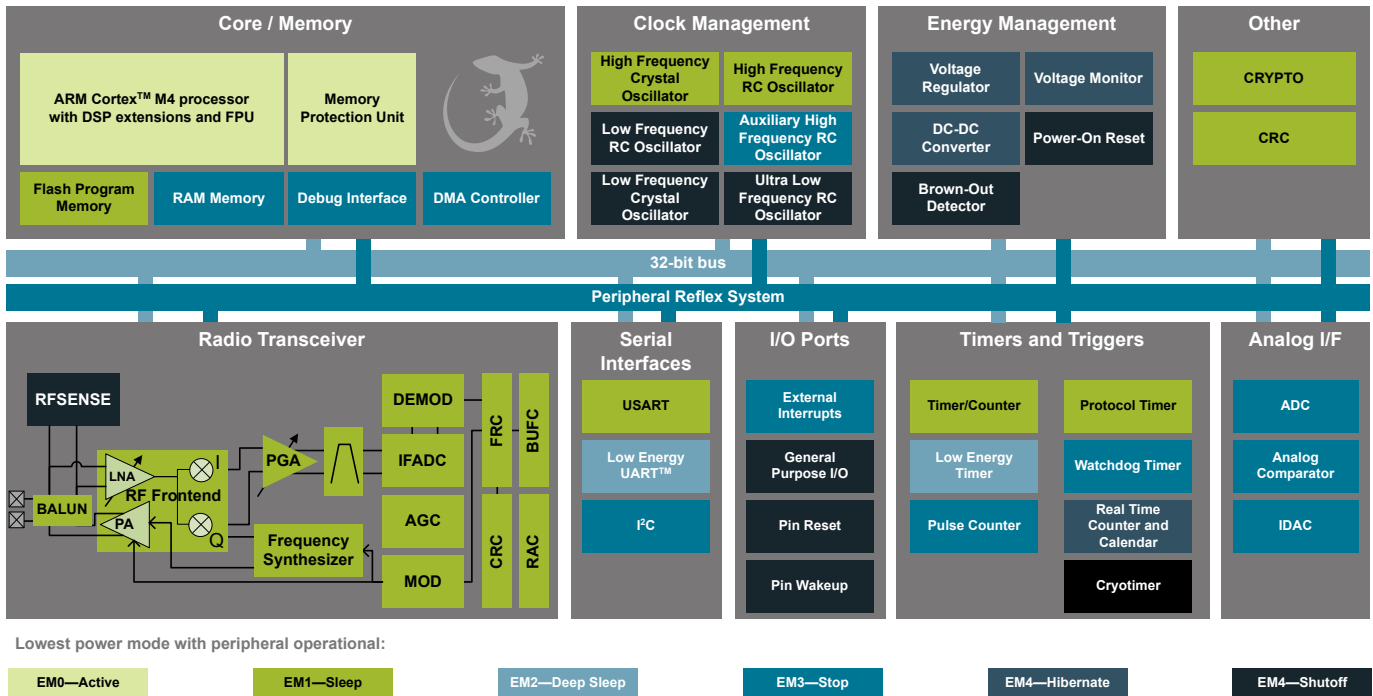 Core / Memory
ARM Cortex™ M4 processor
with DSP extensions and FPU
Memory
Protection Unit
Flash Program
Memory
RAM Memory
Debug Interface
DMA Controller
Clock Management
High Frequency
Crystal
Oscillator
High Frequency
RC Oscillator
Low Frequency
RC Oscillator
Auxiliary High
Frequency RC
Oscillator
Low Frequency
Crystal
Oscillator
Ultra Low
Frequency RC
Oscillator
Energy Management
Voltage
Regulator
Voltage Monitor
DC-DC
Converter
Power-On Reset
Brown-Out
Detector
Other
CRYPTO
CRC
32-bit bus
Peripheral Reflex System
Radio Transceiver
RFSENSE
BALUN
LNA
RF Frontend
PA
I
Q
PGA
Frequency
Synthesizer
DEMOD
IFADC
AGC
MOD
FRC
BUFC
CRC
RAC
Serial
Interfaces
USART
Low Energy
UART™
I²C
I/O Ports
External
Interrupts
General
Purpose I/O
Pin Reset
Pin Wakeup
Timers and Triggers
Timer/Counter
Protocol Timer
Low Energy
Timer
Watchdog Timer
Pulse Counter
Real Time
Counter and
Calendar
Cryotimer
Analog I/F
ADC
Analog
Comparator
IDAC
Lowest power mode with peripheral operational:
EM0—Active
EM1—Sleep
EM2—Deep Sleep
EM3—Stop
EM4—Hibernate
EM4—Shutoff